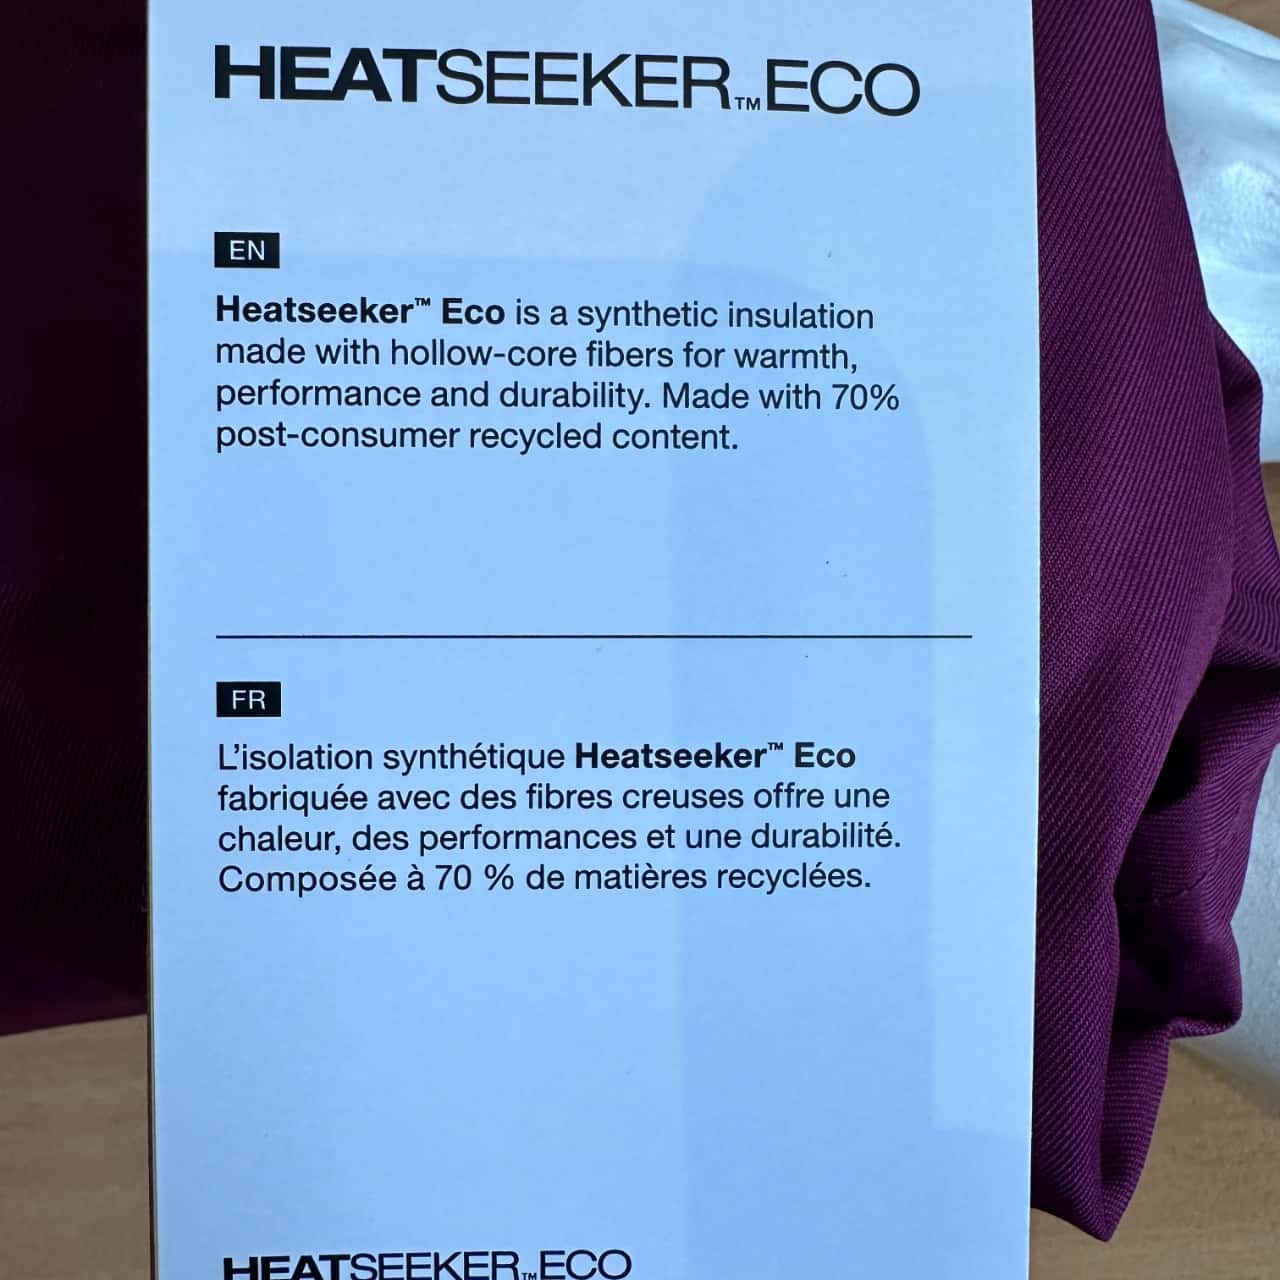 HEATSEEKER™ECO
EN
Heatseeker™ Eco is a synthetic insulation
made with hollow-core fibers for warmth,
performance and durability. Made with 70%
post-consumer recycled content.
FR
L’isolation synthétique Heatseeker™ Eco
fabriquée avec des fibres creuses offre une
chaleur, des performances et une durabilité.
Composée à 70 % de matières recyclées.
HEATSEEKER™ECO